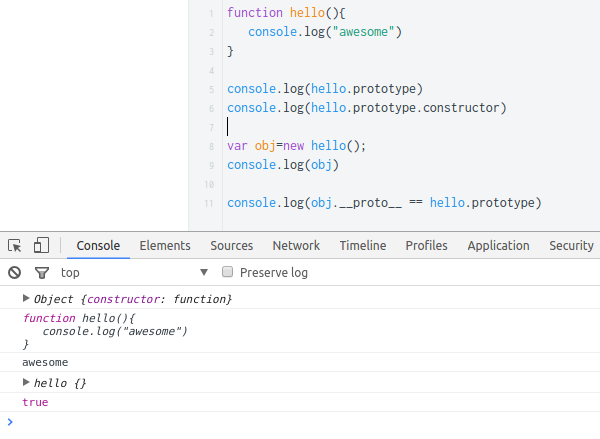 1 function hello(){
2    console.log("awesome")
3 }
4
5 console.log(hello.prototype)
6 console.log(hello.prototype.constructor)
7
8 var obj=new hello();
9 console.log(obj)
10
11 console.log(obj.__proto__ == hello.prototype)
Console Elements Sources Network Timeline Profiles Application Security
top Preserve log
Object {constructor: function}
function hello(){
   console.log("awesome")
}
awesome
hello {}
true